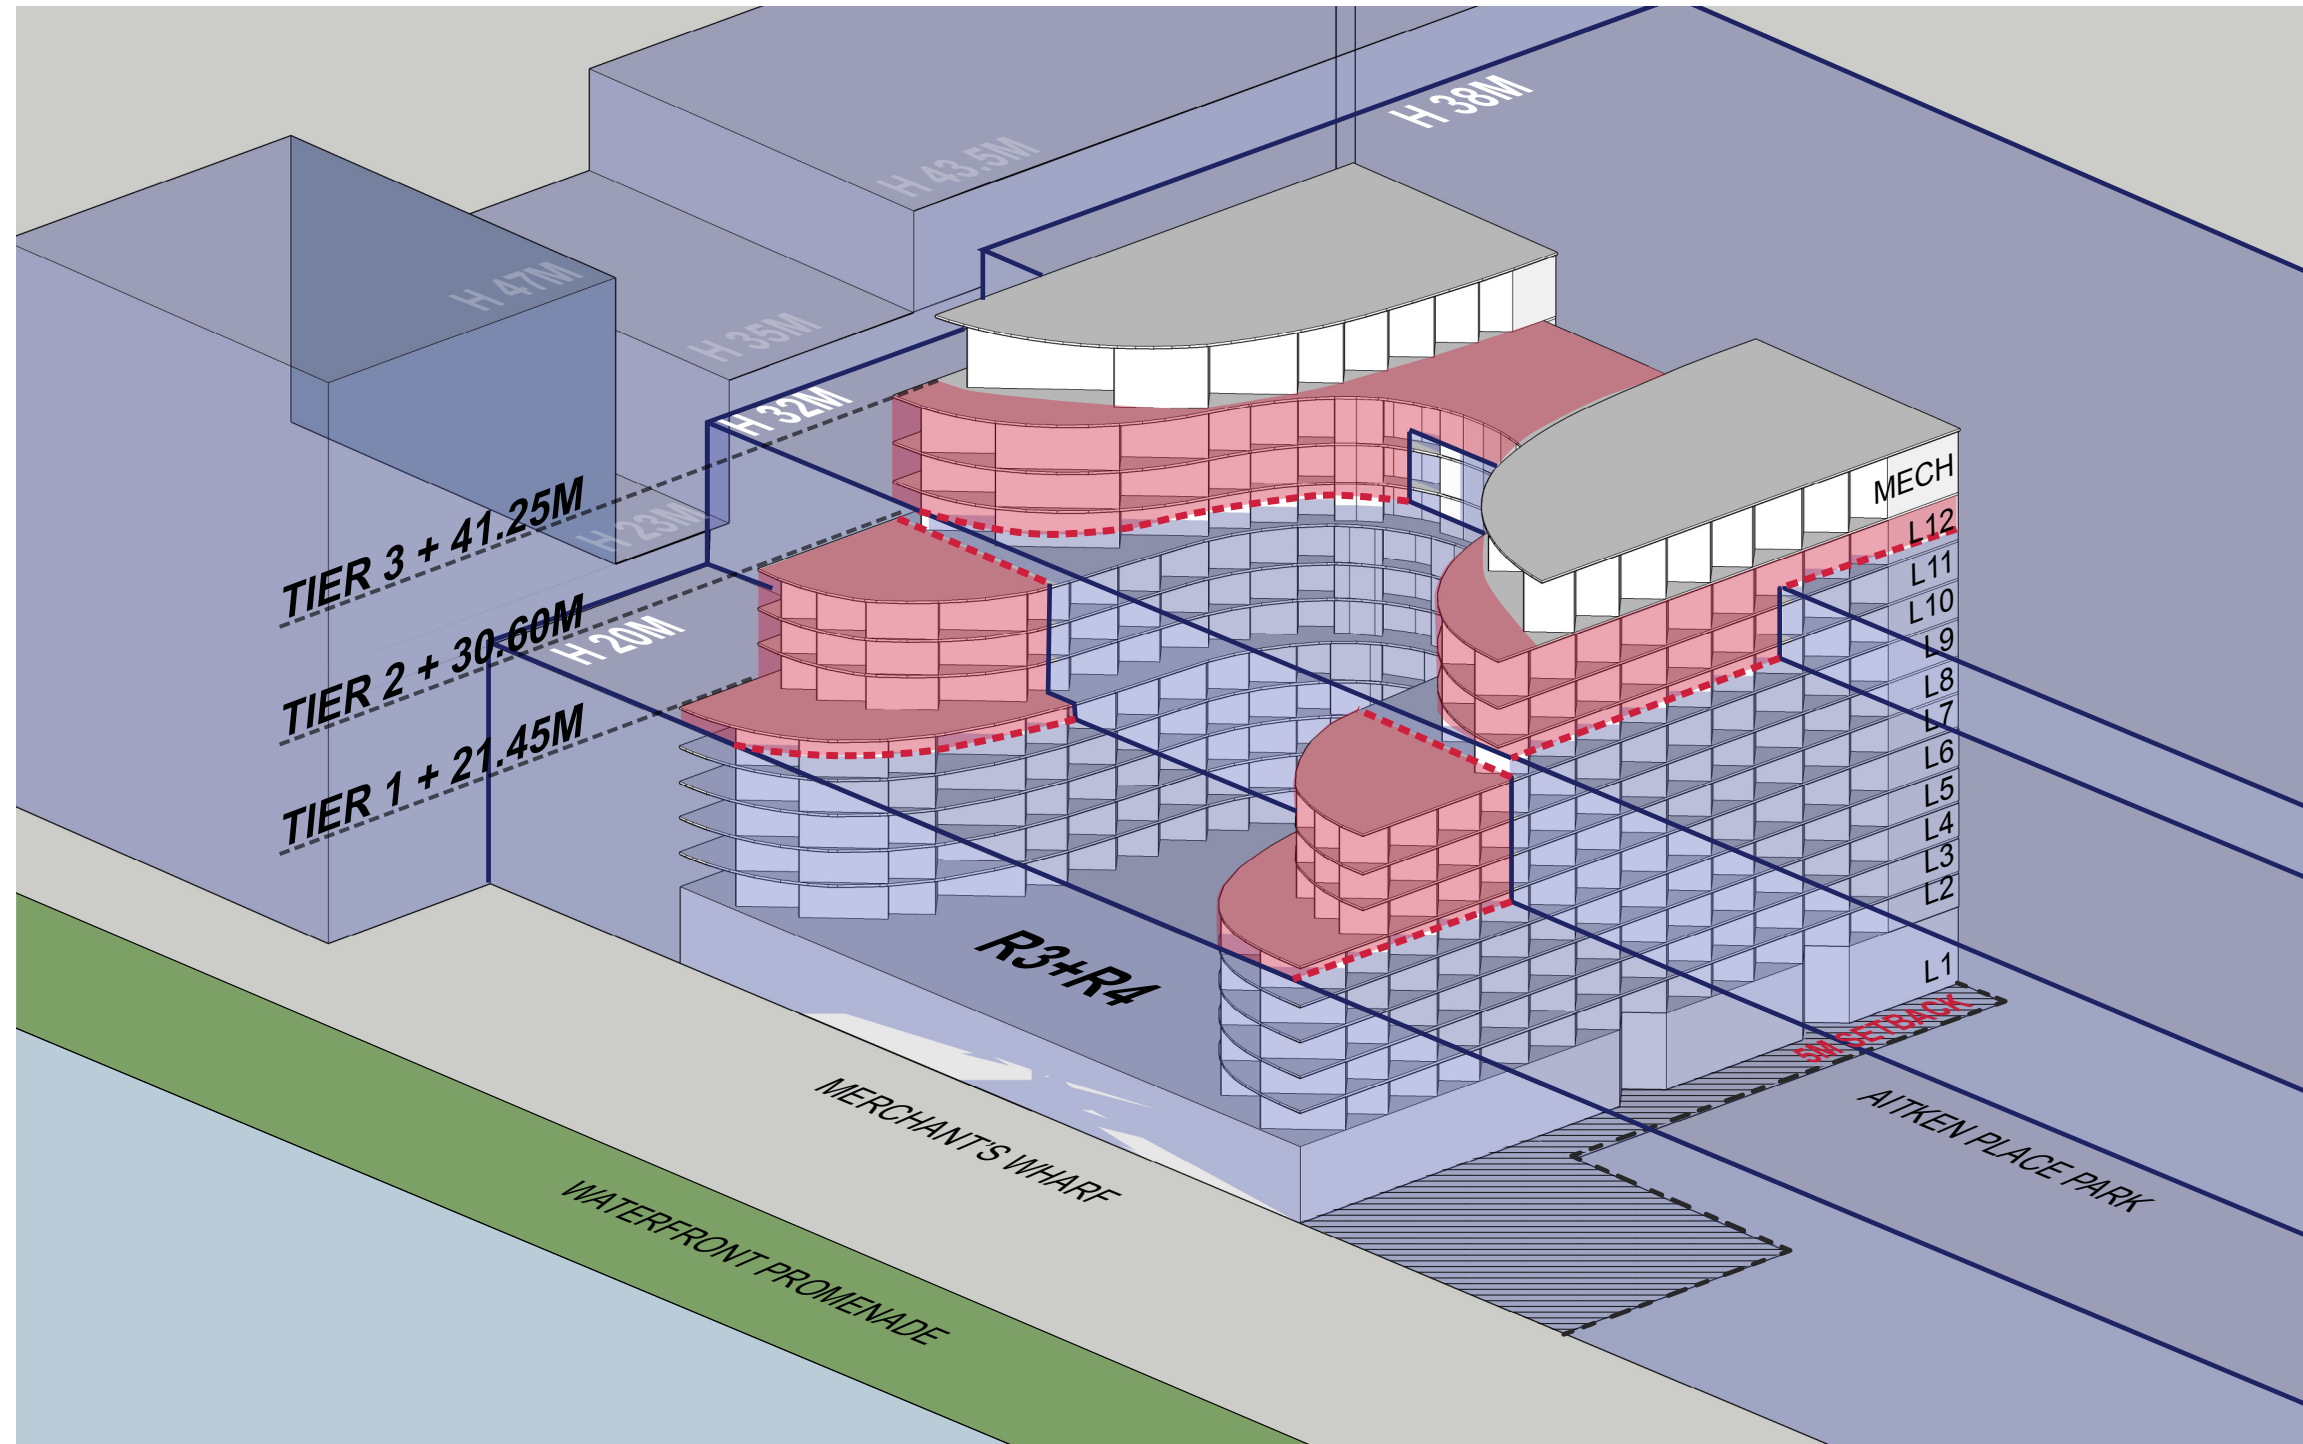 H 38M
H 43.5M
H 47M
H 35M
H 32M
TIER 3 + 41.25M
H 23M
MECH
L12
L11
L10
L9
L8
L7
L6
L5
L4
L3
L2
L1
TIER 2 + 30.60M
H 20M
TIER 1 + 21.45M
R3+R4
5M SETBACK
MERCHANT'S WHARF
AITKEN PLACE PARK
WATERFRONT PROMENADE